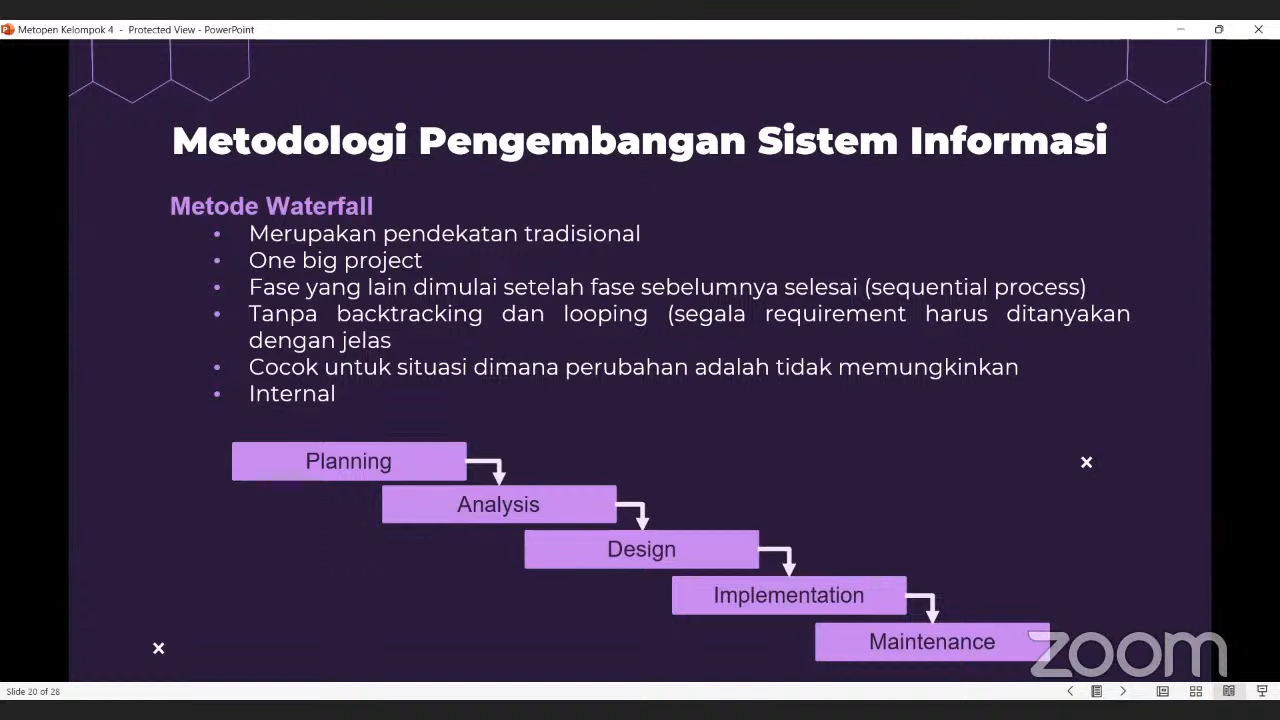 Metopen Kelompok 4 - Protected View - PowerPoint
Metodologi Pengembangan Sistem Informasi
Metode Waterfall
• Merupakan pendekatan tradisional
• One big project
• Fase yang lain dimulai setelah fase sebelumnya selesai (sequential process)
• Tanpa backtracking dan looping (segala requirement harus ditanyakan
dengan jelas
• Cocok untuk situasi dimana perubahan adalah tidak memungkinkan
• Internal
Planning
Analysis
Design
Implementation
Maintenance
zoom
Slide 20 of 28